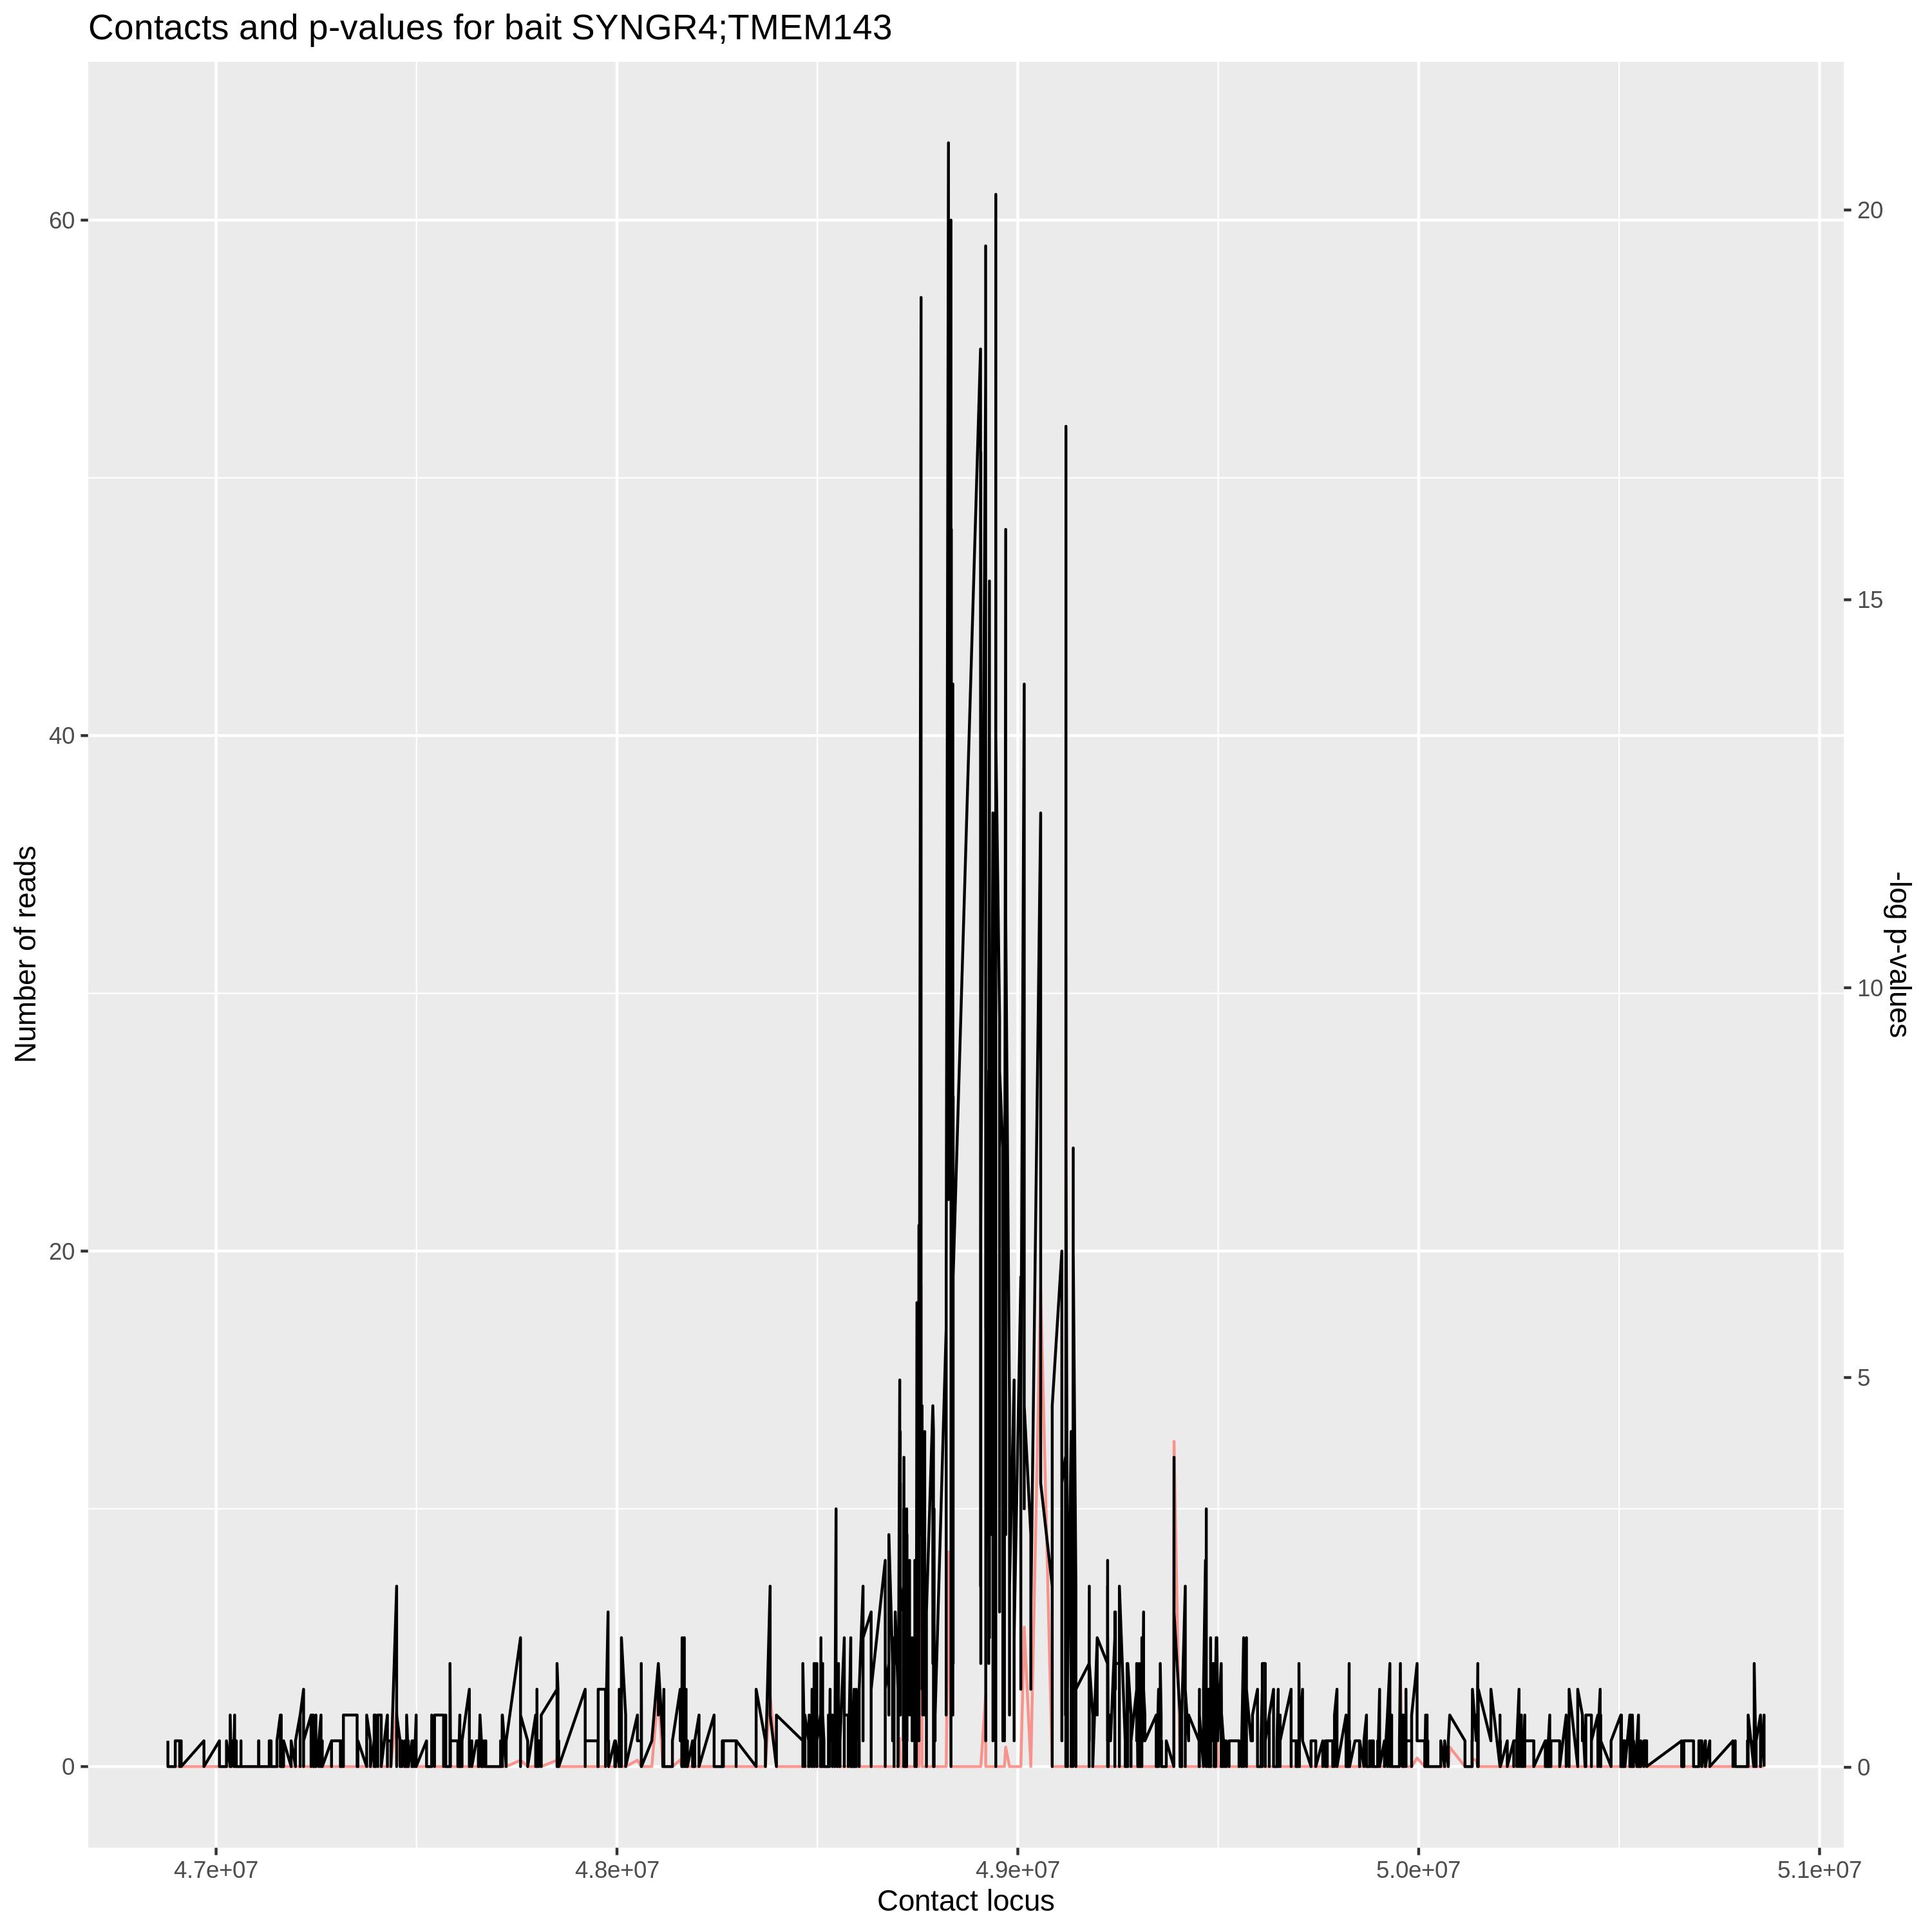 Contacts and p-values for bait SYNGR4;TMEM143
60
40
20
0
Number of reads
20
15
10
5
0
-log p-values
4.7e+07
4.8e+07
4.9e+07
5.0e+07
5.1e+07
Contact locus